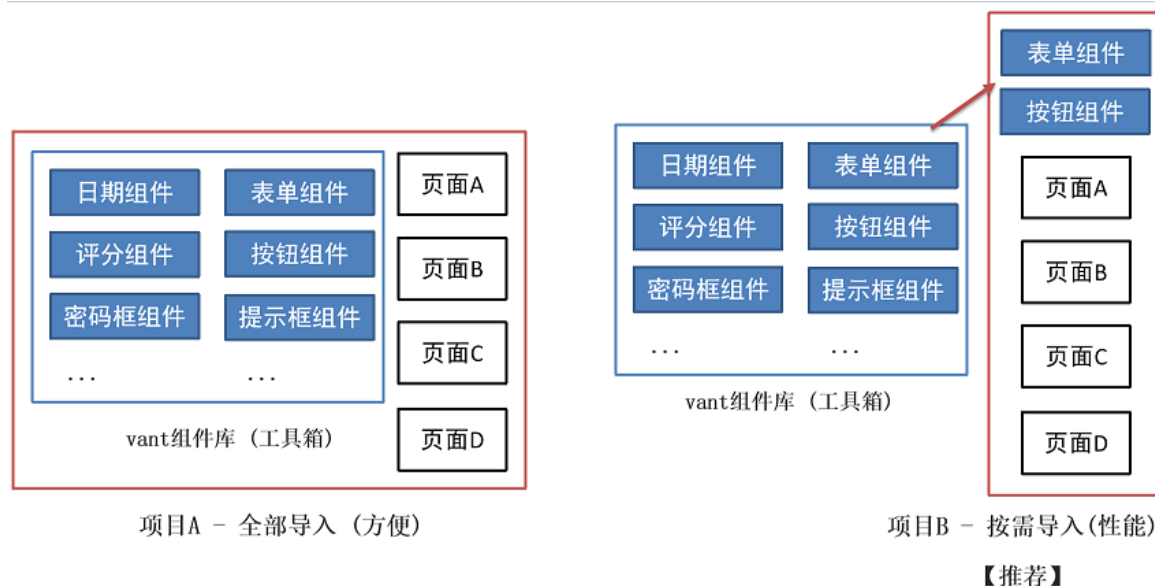 日期组件
表单组件
评分组件
按钮组件
密码框组件
提示框组件
...
...
vant组件库 (工具箱)
页面A
页面B
页面C
页面D
项目A - 全部导入 (方便)
日期组件
表单组件
评分组件
按钮组件
密码框组件
提示框组件
...
...
vant组件库 (工具箱)
表单组件
按钮组件
页面A
页面B
页面C
页面D
项目B - 按需导入(性能)
【推荐】